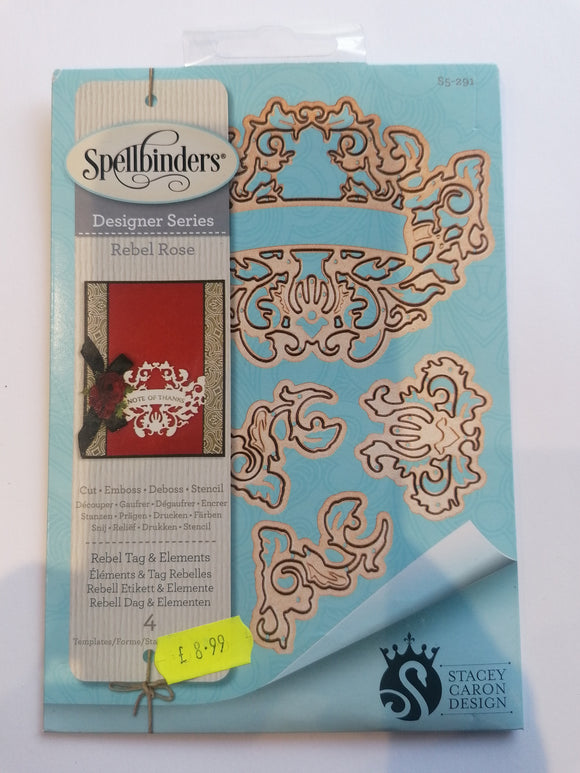 S5-291
Spellbinders®
Designer Series
Rebel Rose
NOTE OF THANKS
Cut • Emboss • Deboss • Stencil
Découper • Gaufrer • Dégaufrer • Encrer
Stanzen • Prägen • Drucken • Färben
Snij • Reliëf • Drukken • Stencil
Rebel Tag & Elements
Éléments & Tag Rebelles
Rebell Etikett & Elemente
Rebell Dag & Elementen
4
Templates/Forme/
£8.99
STACEY
CARON
DESIGN